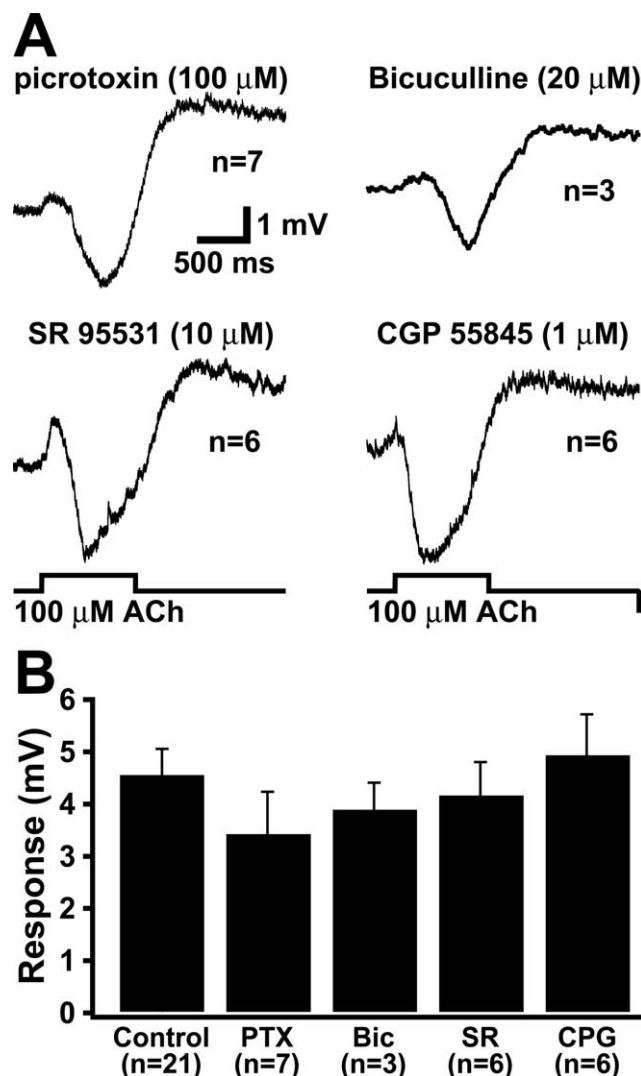 A
picrotoxin (100 μM)
Bicuculline (20 μM)
n=7
n=3
1 mV
500 ms
SR 95531 (10 μM)
CGP 55845 (1 μM)
n=6
n=6
100 μM ACh
100 μM ACh
B
Response (mV)
6
5
4
3
2
1
0
Control
(n=21)
PTX
(n=7)
Bic
(n=3)
SR
(n=6)
CPG
(n=6)